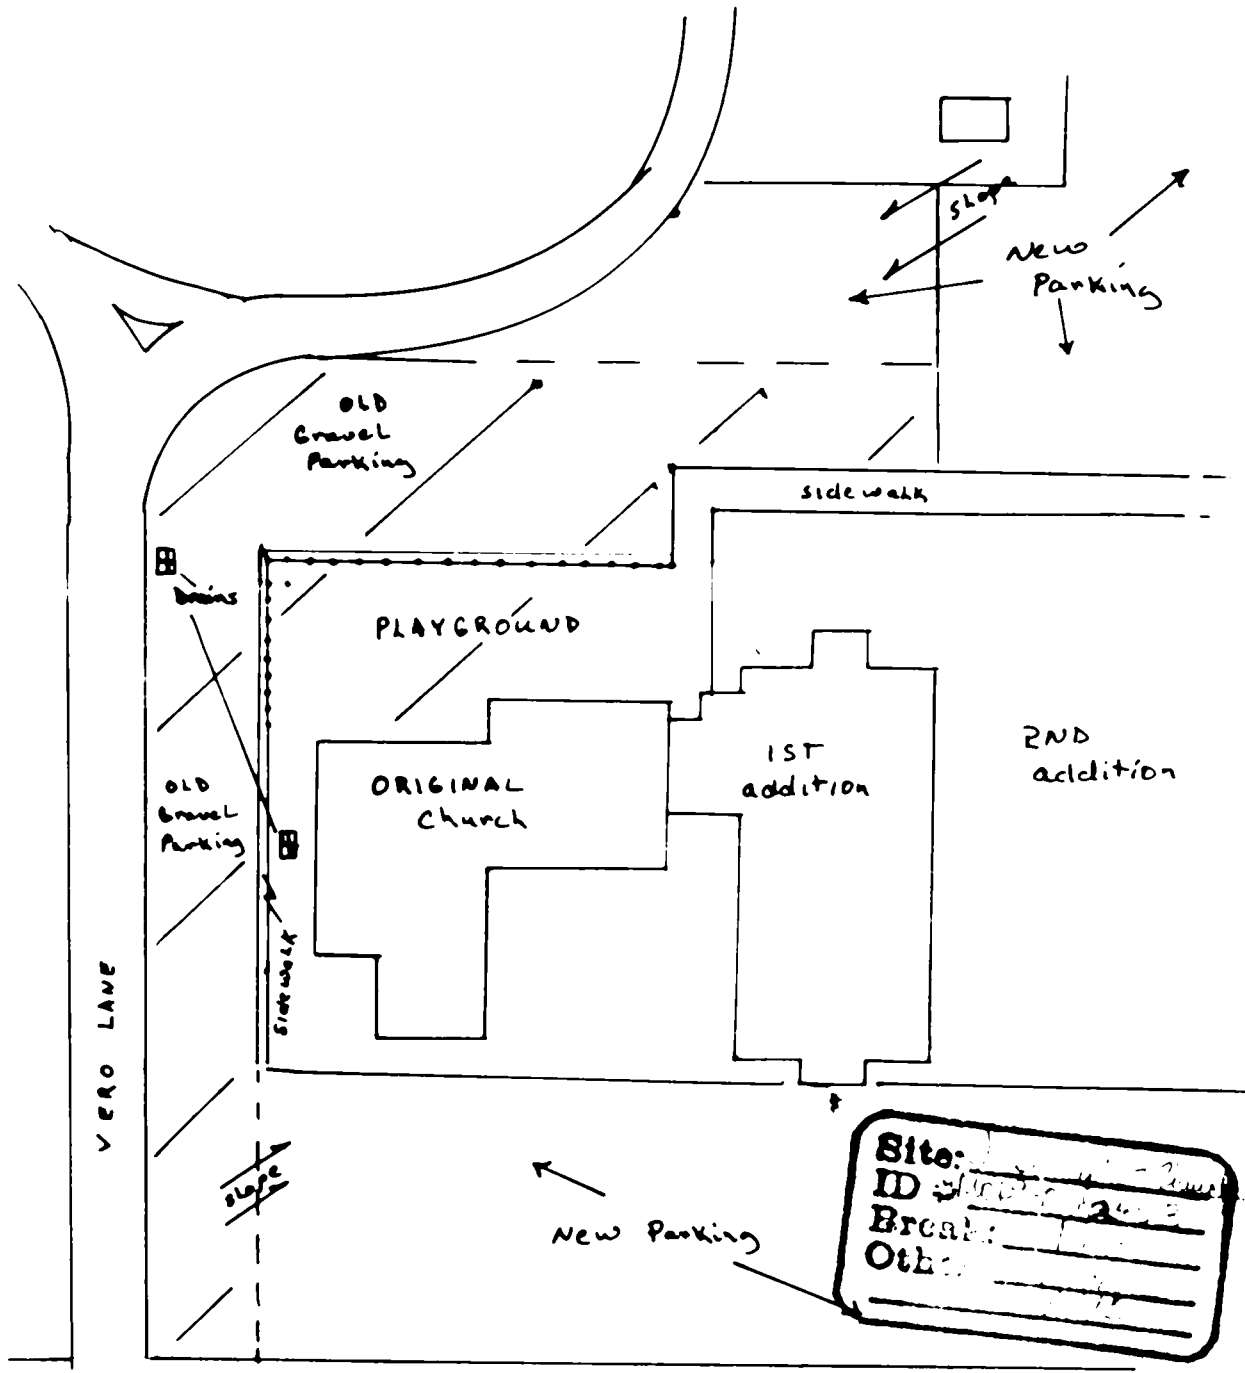 Slope
New
Parking
OLD
Gravel
Parking
sidewalk
Drains
PLAYGROUND
ORIGINAL
Church
1ST
addition
2ND
addition
OLD
Gravel
Parking
Sidewalk
VERO LANE
Slope
New Parking
Site:
ID
Break: